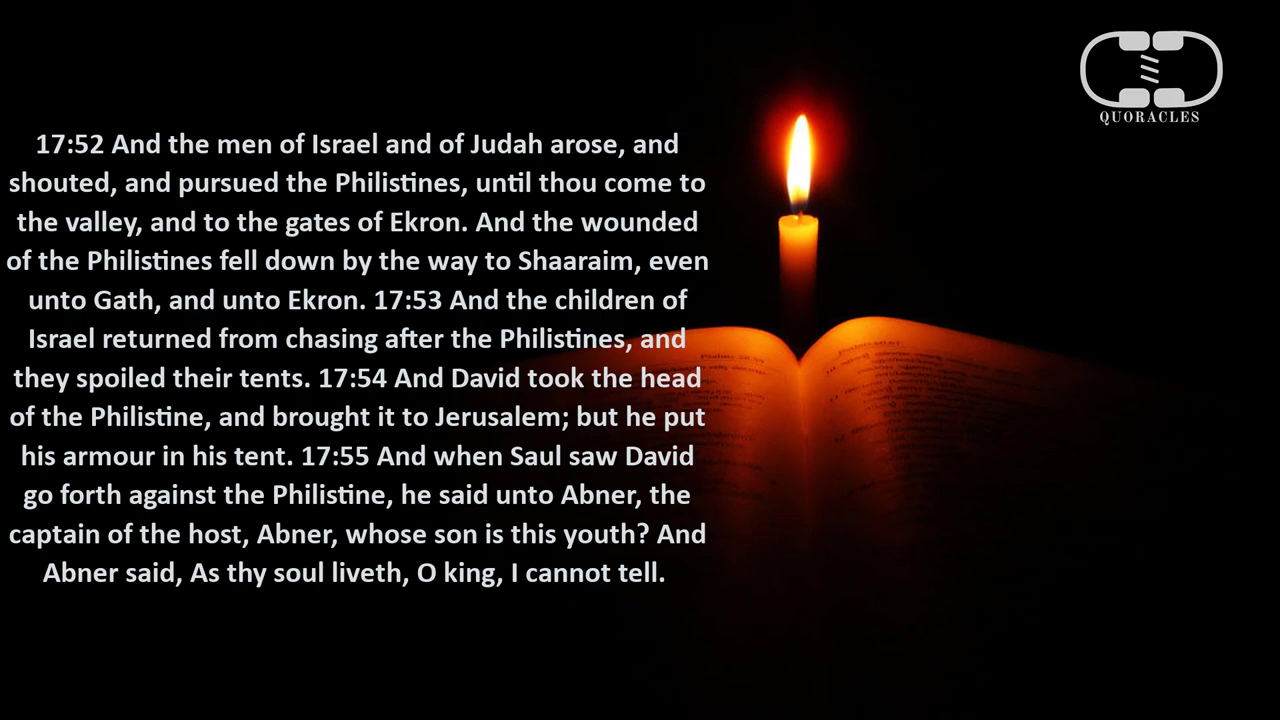 17:52 And the men of Israel and of Judah arose, and
shouted, and pursued the Philistines, until thou come to
the valley, and to the gates of Ekron. And the wounded
of the Philistines fell down by the way to Shaaraim, even
unto Gath, and unto Ekron. 17:53 And the children of
Israel returned from chasing after the Philistines, and
they spoiled their tents. 17:54 And David took the head
of the Philistine, and brought it to Jerusalem; but he put
his armour in his tent. 17:55 And when Saul saw David
go forth against the Philistine, he said unto Abner, the
captain of the host, Abner, whose son is this youth? And
Abner said, As thy soul liveth, O king, I cannot tell.
QUORACLES